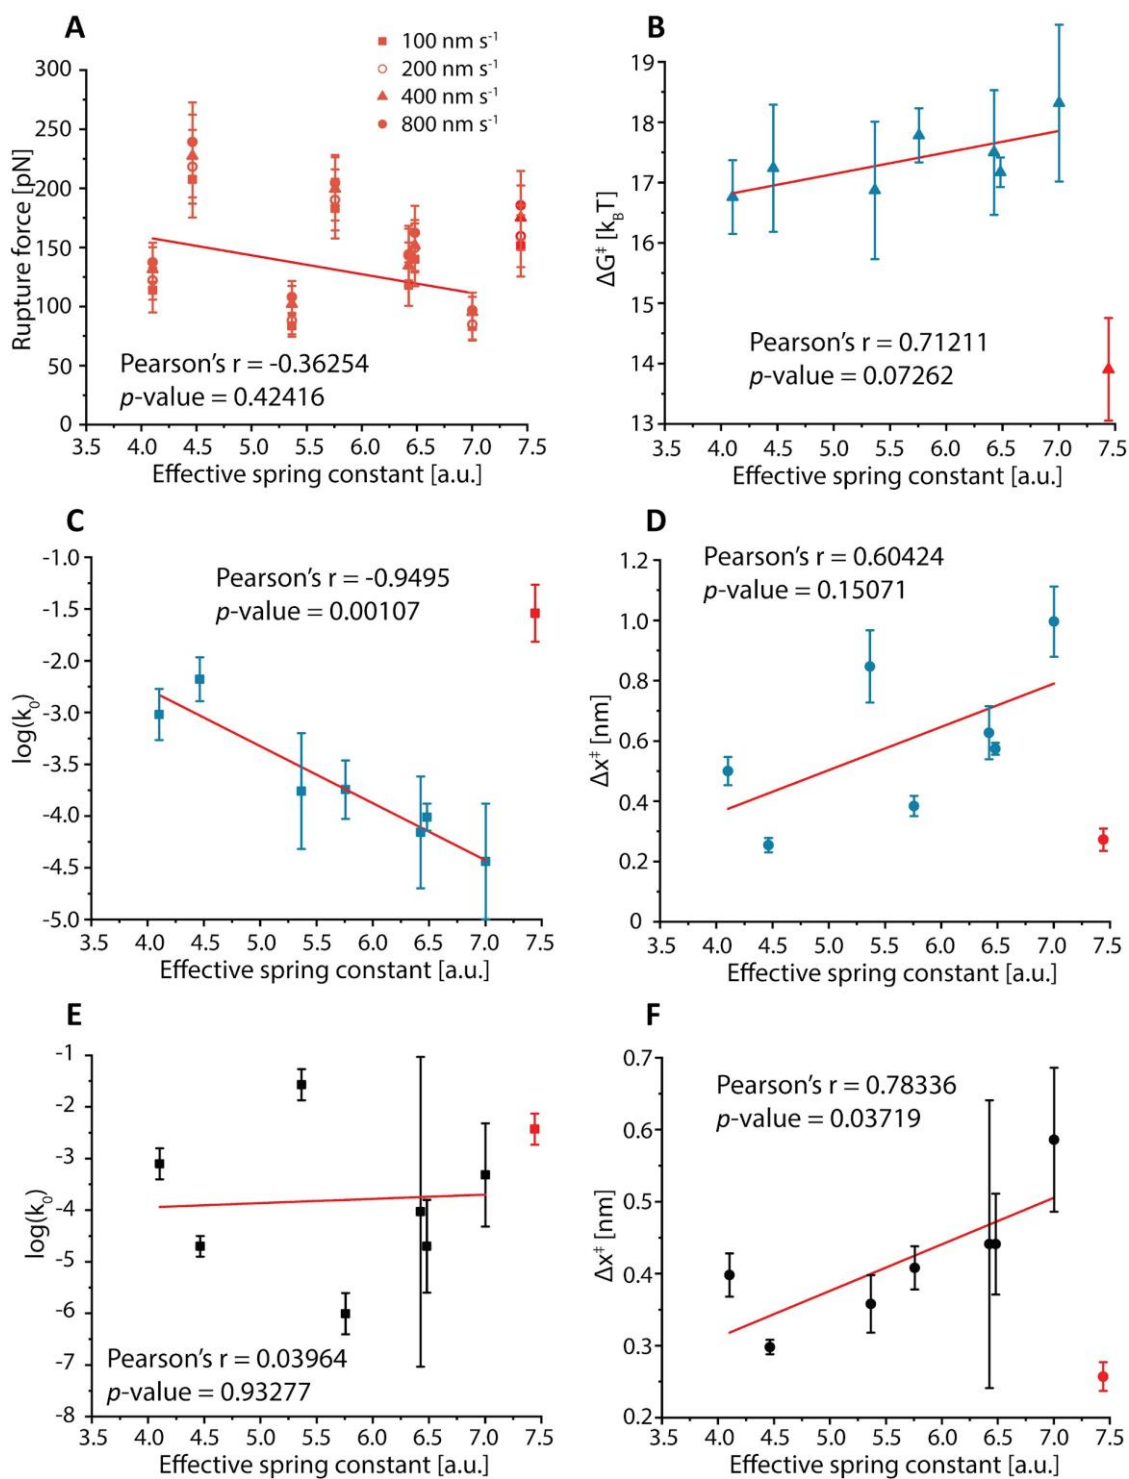 A
100 nm s⁻¹
200 nm s⁻¹
400 nm s⁻¹
800 nm s⁻¹
300
250
200
150
100
50
0
Rupture force [pN]
Pearson's r = -0.36254
p-value = 0.42416
3.5 4.0 4.5 5.0 5.5 6.0 6.5 7.0 7.5
Effective spring constant [a.u.]
B
19
18
17
16
15
14
13
ΔG‡ [k_BT]
Pearson's r = 0.71211
p-value = 0.07262
3.5 4.0 4.5 5.0 5.5 6.0 6.5 7.0 7.5
Effective spring constant [a.u.]
C
-1.0
-1.5
-2.0
-2.5
-3.0
-3.5
-4.0
-4.5
-5.0
log(k₀)
Pearson's r = -0.9495
p-value = 0.00107
3.5 4.0 4.5 5.0 5.5 6.0 6.5 7.0 7.5
Effective spring constant [a.u.]
D
1.2
1.0
0.8
0.6
0.4
0.2
0
Δx‡ [nm]
Pearson's r = 0.60424
p-value = 0.15071
3.5 4.0 4.5 5.0 5.5 6.0 6.5 7.0 7.5
Effective spring constant [a.u.]
E
-1
-2
-3
-4
-5
-6
-7
-8
log(k₀)
Pearson's r = 0.03964
p-value = 0.93277
3.5 4.0 4.5 5.0 5.5 6.0 6.5 7.0 7.5
Effective spring constant [a.u.]
F
0.7
0.6
0.5
0.4
0.3
0.2
Δx‡ [nm]
Pearson's r = 0.78336
p-value = 0.03719
3.5 4.0 4.5 5.0 5.5 6.0 6.5 7.0 7.5
Effective spring constant [a.u.]